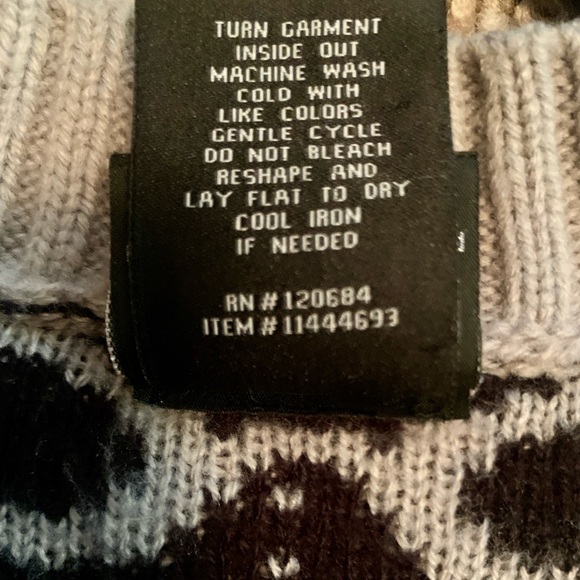 TURN GARMENT
INSIDE OUT
MACHINE WASH
COLD WITH
LIKE COLORS
GENTLE CYCLE
DO NOT BLEACH
RESHAPE AND
LAY FLAT TO DRY
COOL IRON
IF NEEDED
RN # 120684
ITEM # 11444693